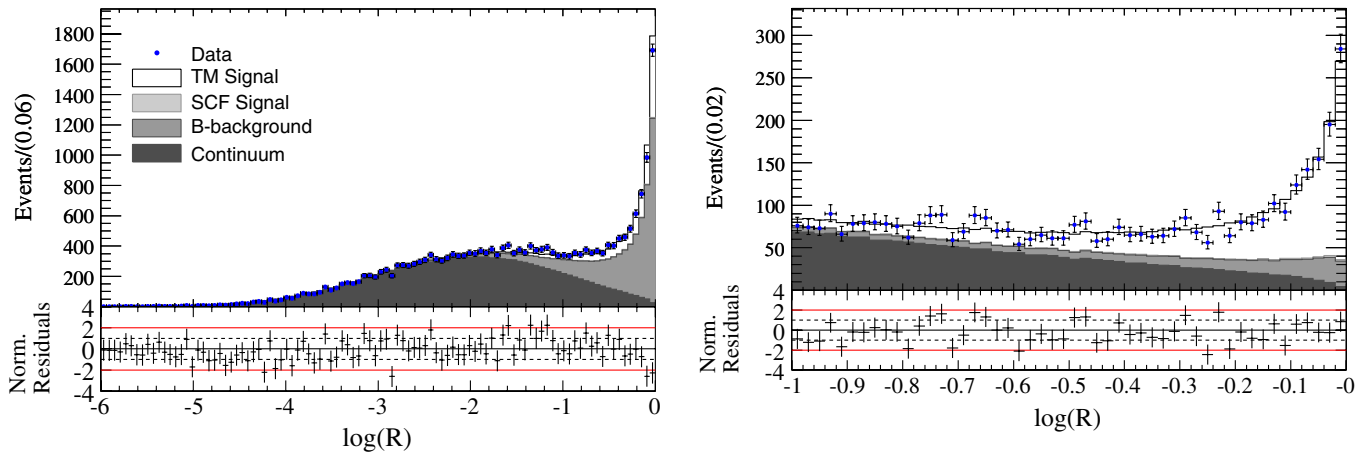 1800
1600
1400
1200
1000
800
600
400
200
Events/(0.06)
Data
TM Signal
SCF Signal
B-background
Continuum
4
2
0
-2
-4
Norm.
Residuals
-6 -5 -4 -3 -2 -1 0
log(R)
300
250
200
150
100
50
Events/(0.02)
4
2
0
-2
-4
Norm.
Residuals
-1 -0.9 -0.8 -0.7 -0.6 -0.5 -0.4 -0.3 -0.2 -0.1 -0
log(R)